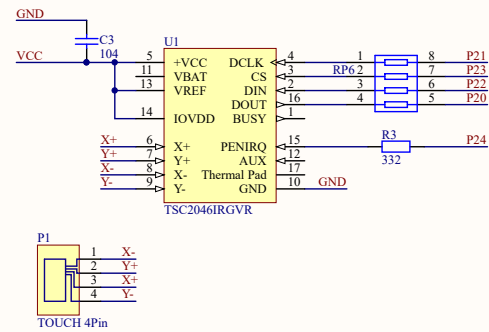 GND
C3
104
VCC
U1
5 +VCC DCLK 4 1 8 P21
11 VBAT CS 3 RP6 2 7 P23
13 VREF DIN 2 3 6 P22
DOUT 16 4 5 P20
14 IOVDD BUSY 1
R3
X+ 6 X+ PENIRQ 15 332 P24
Y+ 7 Y+ AUX 12
X- 8 X- Thermal Pad 17
Y- 9 Y- GND 10 GND
TSC2046IRGVR
P1
1 X-
2 Y+
3 X+
4 Y-
TOUCH 4Pin